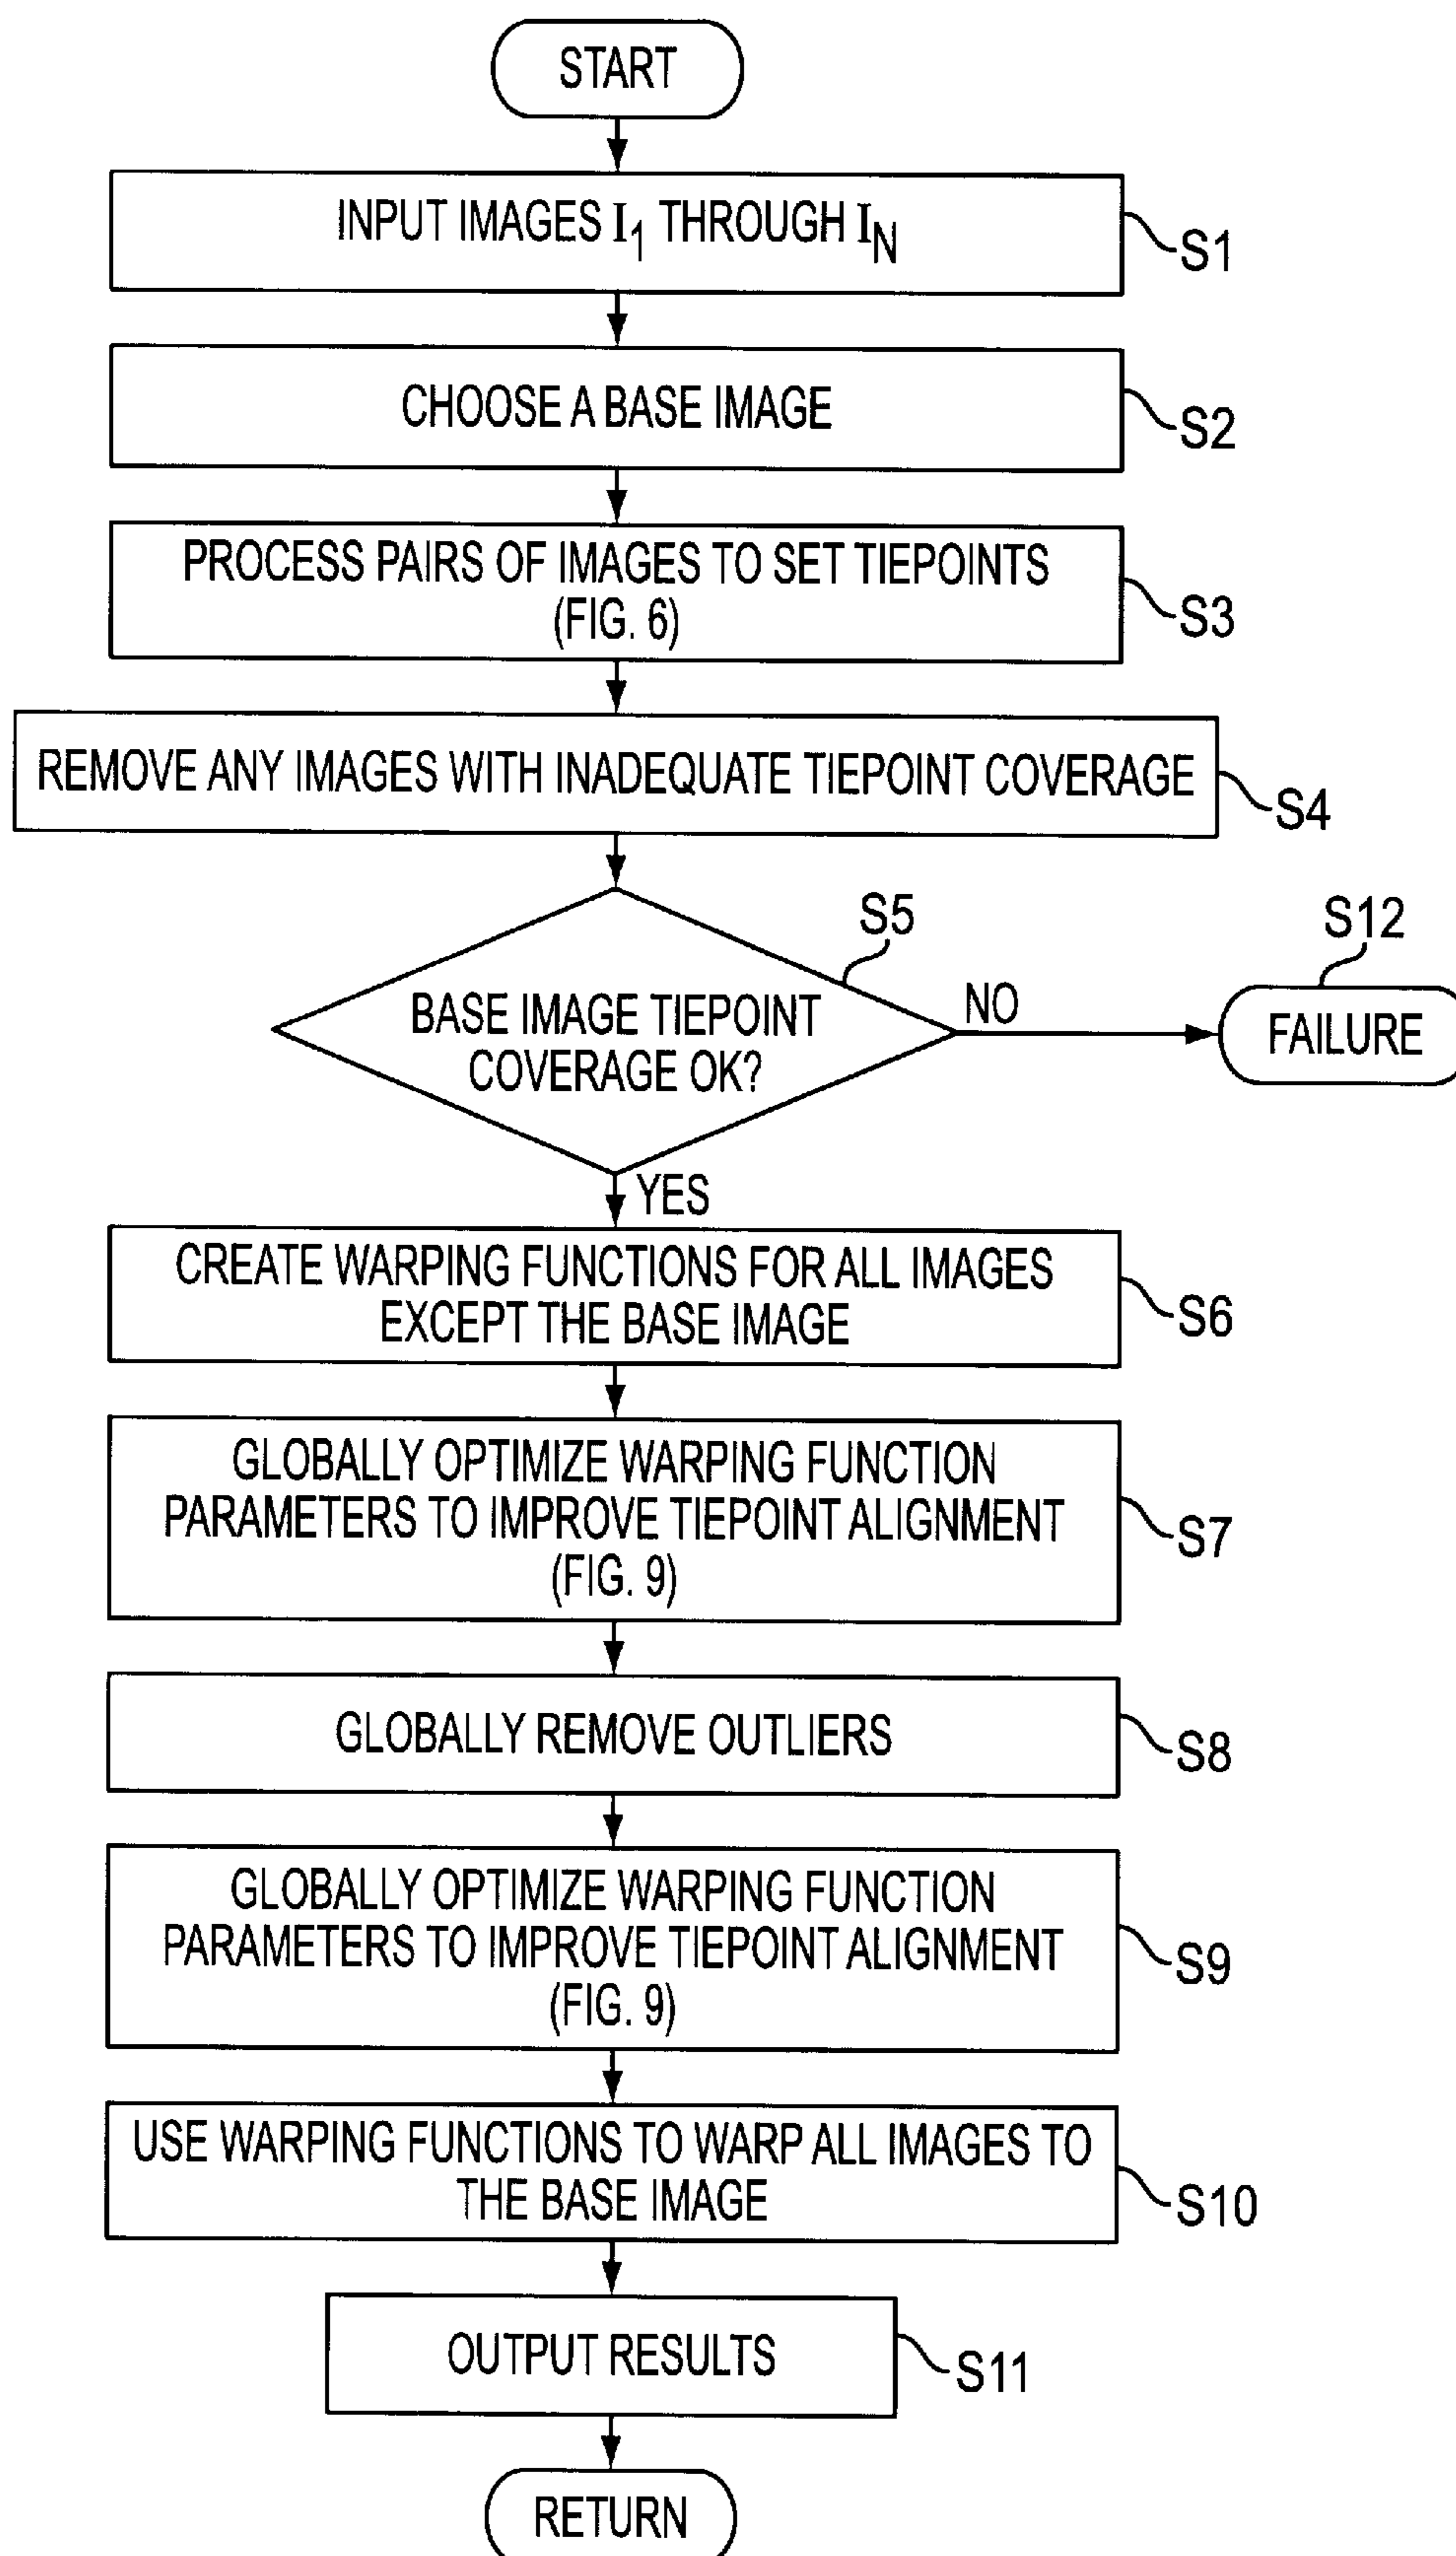 START
INPUT IMAGES I1 THROUGH IN
S1
CHOOSE A BASE IMAGE
S2
PROCESS PAIRS OF IMAGES TO SET TIEPOINTS
(FIG. 6)
S3
REMOVE ANY IMAGES WITH INADEQUATE TIEPOINT COVERAGE
S4
S5
BASE IMAGE TIEPOINT
COVERAGE OK?
NO
S12
FAILURE
YES
CREATE WARPING FUNCTIONS FOR ALL IMAGES
EXCEPT THE BASE IMAGE
S6
GLOBALLY OPTIMIZE WARPING FUNCTION
PARAMETERS TO IMPROVE TIEPOINT ALIGNMENT
(FIG. 9)
S7
GLOBALLY REMOVE OUTLIERS
S8
GLOBALLY OPTIMIZE WARPING FUNCTION
PARAMETERS TO IMPROVE TIEPOINT ALIGNMENT
(FIG. 9)
S9
USE WARPING FUNCTIONS TO WARP ALL IMAGES TO
THE BASE IMAGE
S10
OUTPUT RESULTS
S11
RETURN